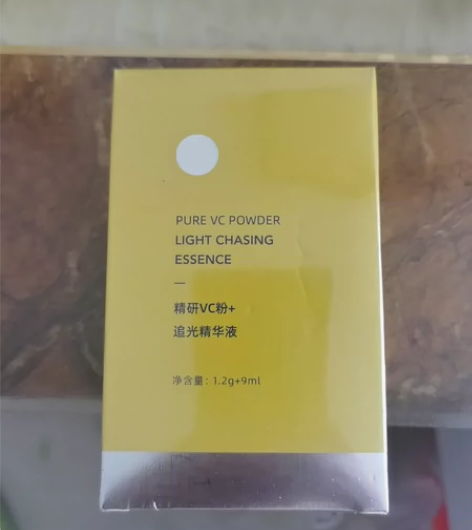 PURE VC POWDER
LIGHT CHASING
ESSENCE
—
精研VC粉+
追光精华液
净含量：1.2g+9ml